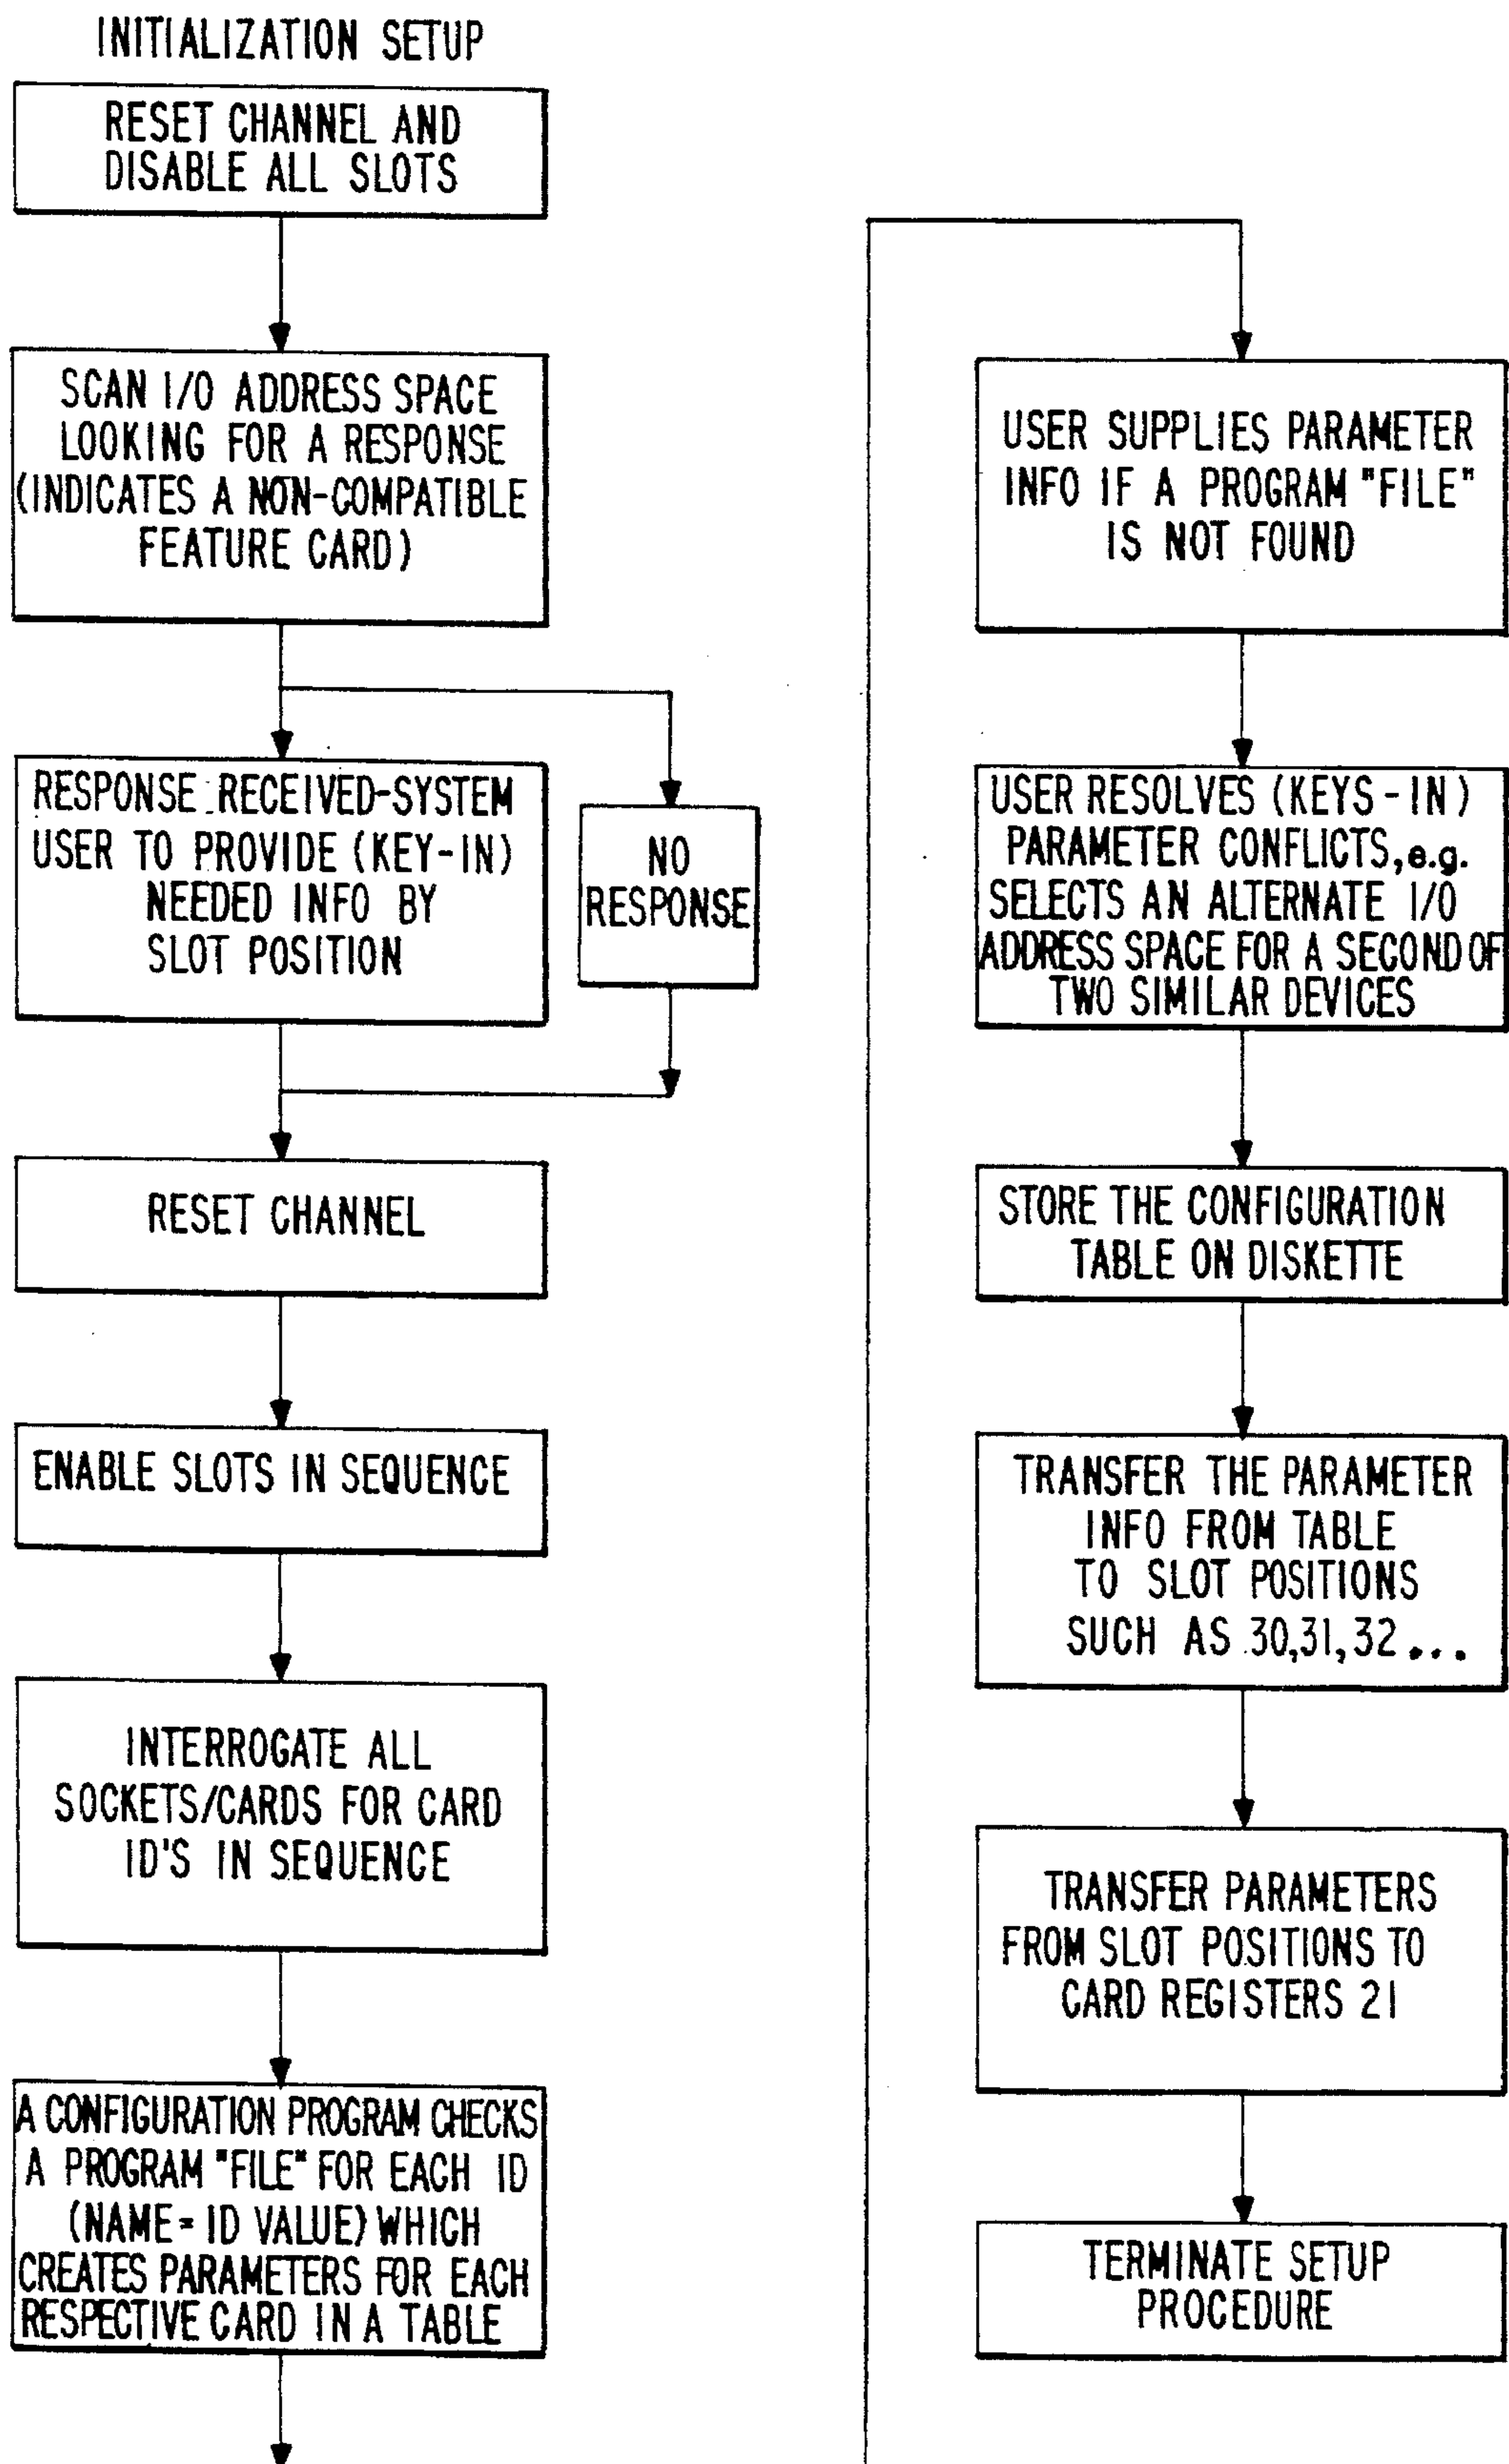 INITIALIZATION SETUP
RESET CHANNEL AND
DISABLE ALL SLOTS
SCAN I/O ADDRESS SPACE
LOOKING FOR A RESPONSE
(INDICATES A NON-COMPATIBLE
FEATURE CARD)
RESPONSE RECEIVED-SYSTEM
USER TO PROVIDE (KEY-IN)
NEEDED INFO BY
SLOT POSITION
NO
RESPONSE
RESET CHANNEL
ENABLE SLOTS IN SEQUENCE
INTERROGATE ALL
SOCKETS/CARDS FOR CARD
ID'S IN SEQUENCE
A CONFIGURATION PROGRAM CHECKS
A PROGRAM "FILE" FOR EACH ID
(NAME = ID VALUE) WHICH
CREATES PARAMETERS FOR EACH
RESPECTIVE CARD IN A TABLE
USER SUPPLIES PARAMETER
INFO IF A PROGRAM "FILE"
IS NOT FOUND
USER RESOLVES (KEYS-IN)
PARAMETER CONFLICTS, e.g.
SELECTS AN ALTERNATE I/O
ADDRESS SPACE FOR A SECOND OF
TWO SIMILAR DEVICES
STORE THE CONFIGURATION
TABLE ON DISKETTE
TRANSFER THE PARAMETER
INFO FROM TABLE
TO SLOT POSITIONS
SUCH AS 30,31,32...
TRANSFER PARAMETERS
FROM SLOT POSITIONS TO
CARD REGISTERS 21
TERMINATE SETUP
PROCEDURE